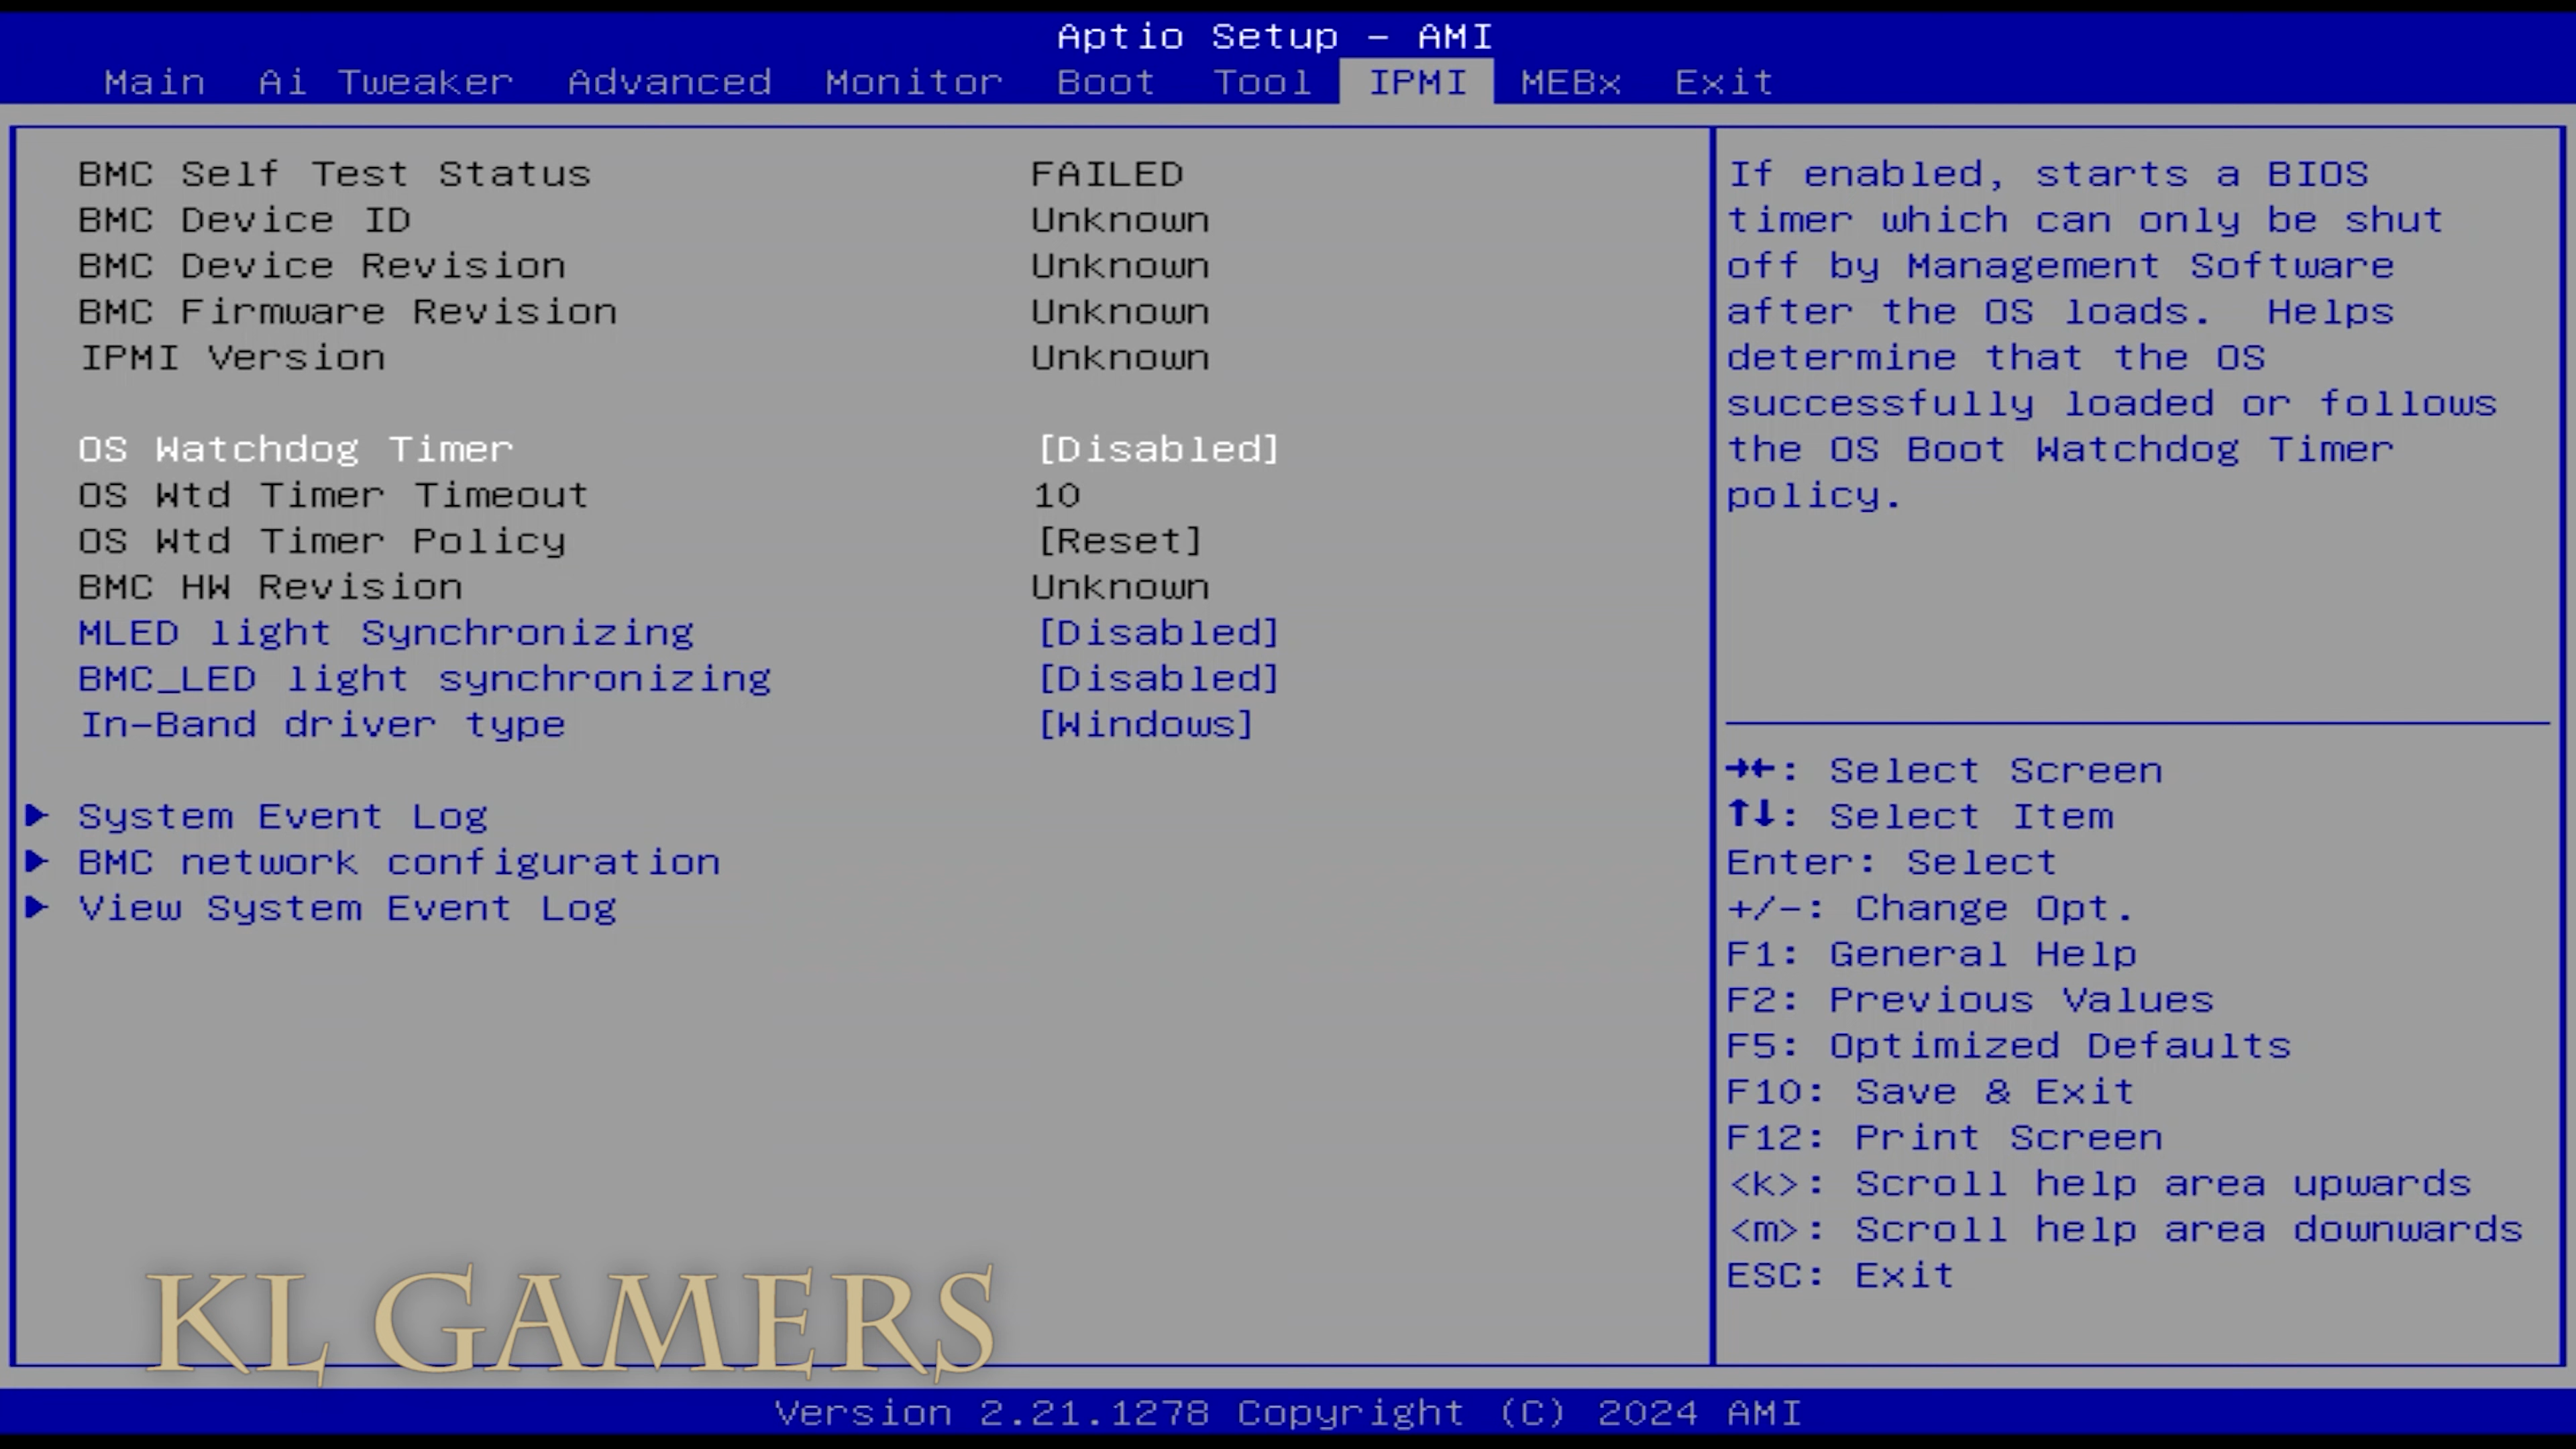 Aptio Setup - AMI
Main Ai Tweaker Advanced Monitor Boot Tool IPMI MEBx Exit
BMC Self Test Status FAILED
BMC Device ID Unknown
BMC Device Revision Unknown
BMC Firmware Revision Unknown
IPMI Version Unknown
OS Watchdog Timer [Disabled]
OS Wtd Timer Timeout 10
OS Wtd Timer Policy [Reset]
BMC HW Revision Unknown
MLED light Synchronizing [Disabled]
BMC_LED light synchronizing [Disabled]
In-Band driver type [Windows]
▶ System Event Log
▶ BMC network configuration
▶ View System Event Log
If enabled, starts a BIOS
timer which can only be shut
off by Management Software
after the OS loads.  Helps
determine that the OS
successfully loaded or follows
the OS Boot Watchdog Timer
policy.
→←: Select Screen
↑↓: Select Item
Enter: Select
+/-: Change Opt.
F1: General Help
F2: Previous Values
F5: Optimized Defaults
F10: Save & Exit
F12: Print Screen
<k>: Scroll help area upwards
<m>: Scroll help area downwards
ESC: Exit
KL GAMERS
Version 2.21.1278 Copyright (C) 2024 AMI